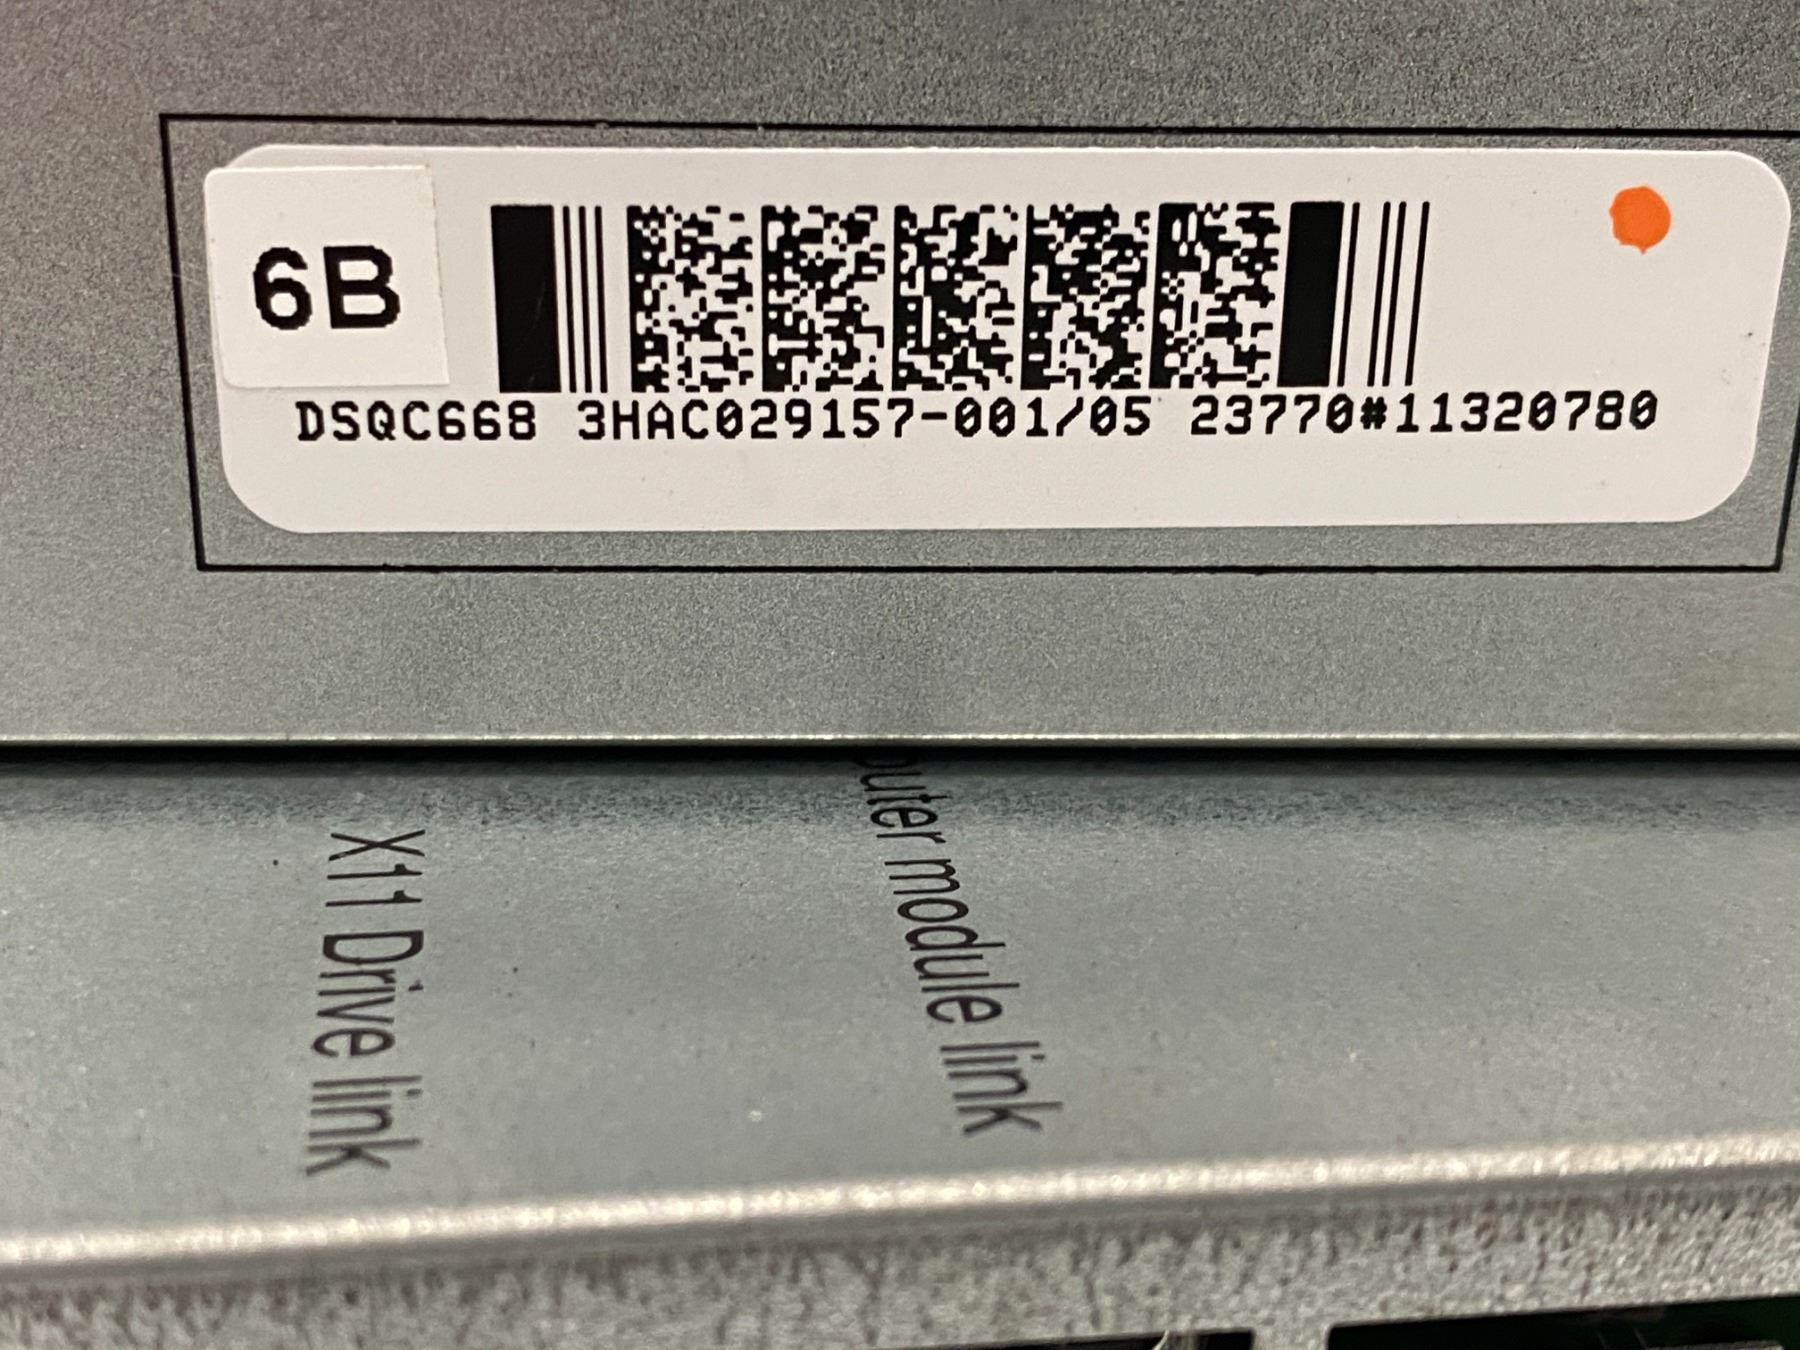 6B
DSQC668 3HAC029157-001/05 23770#11320780
X11 Drive link
module link